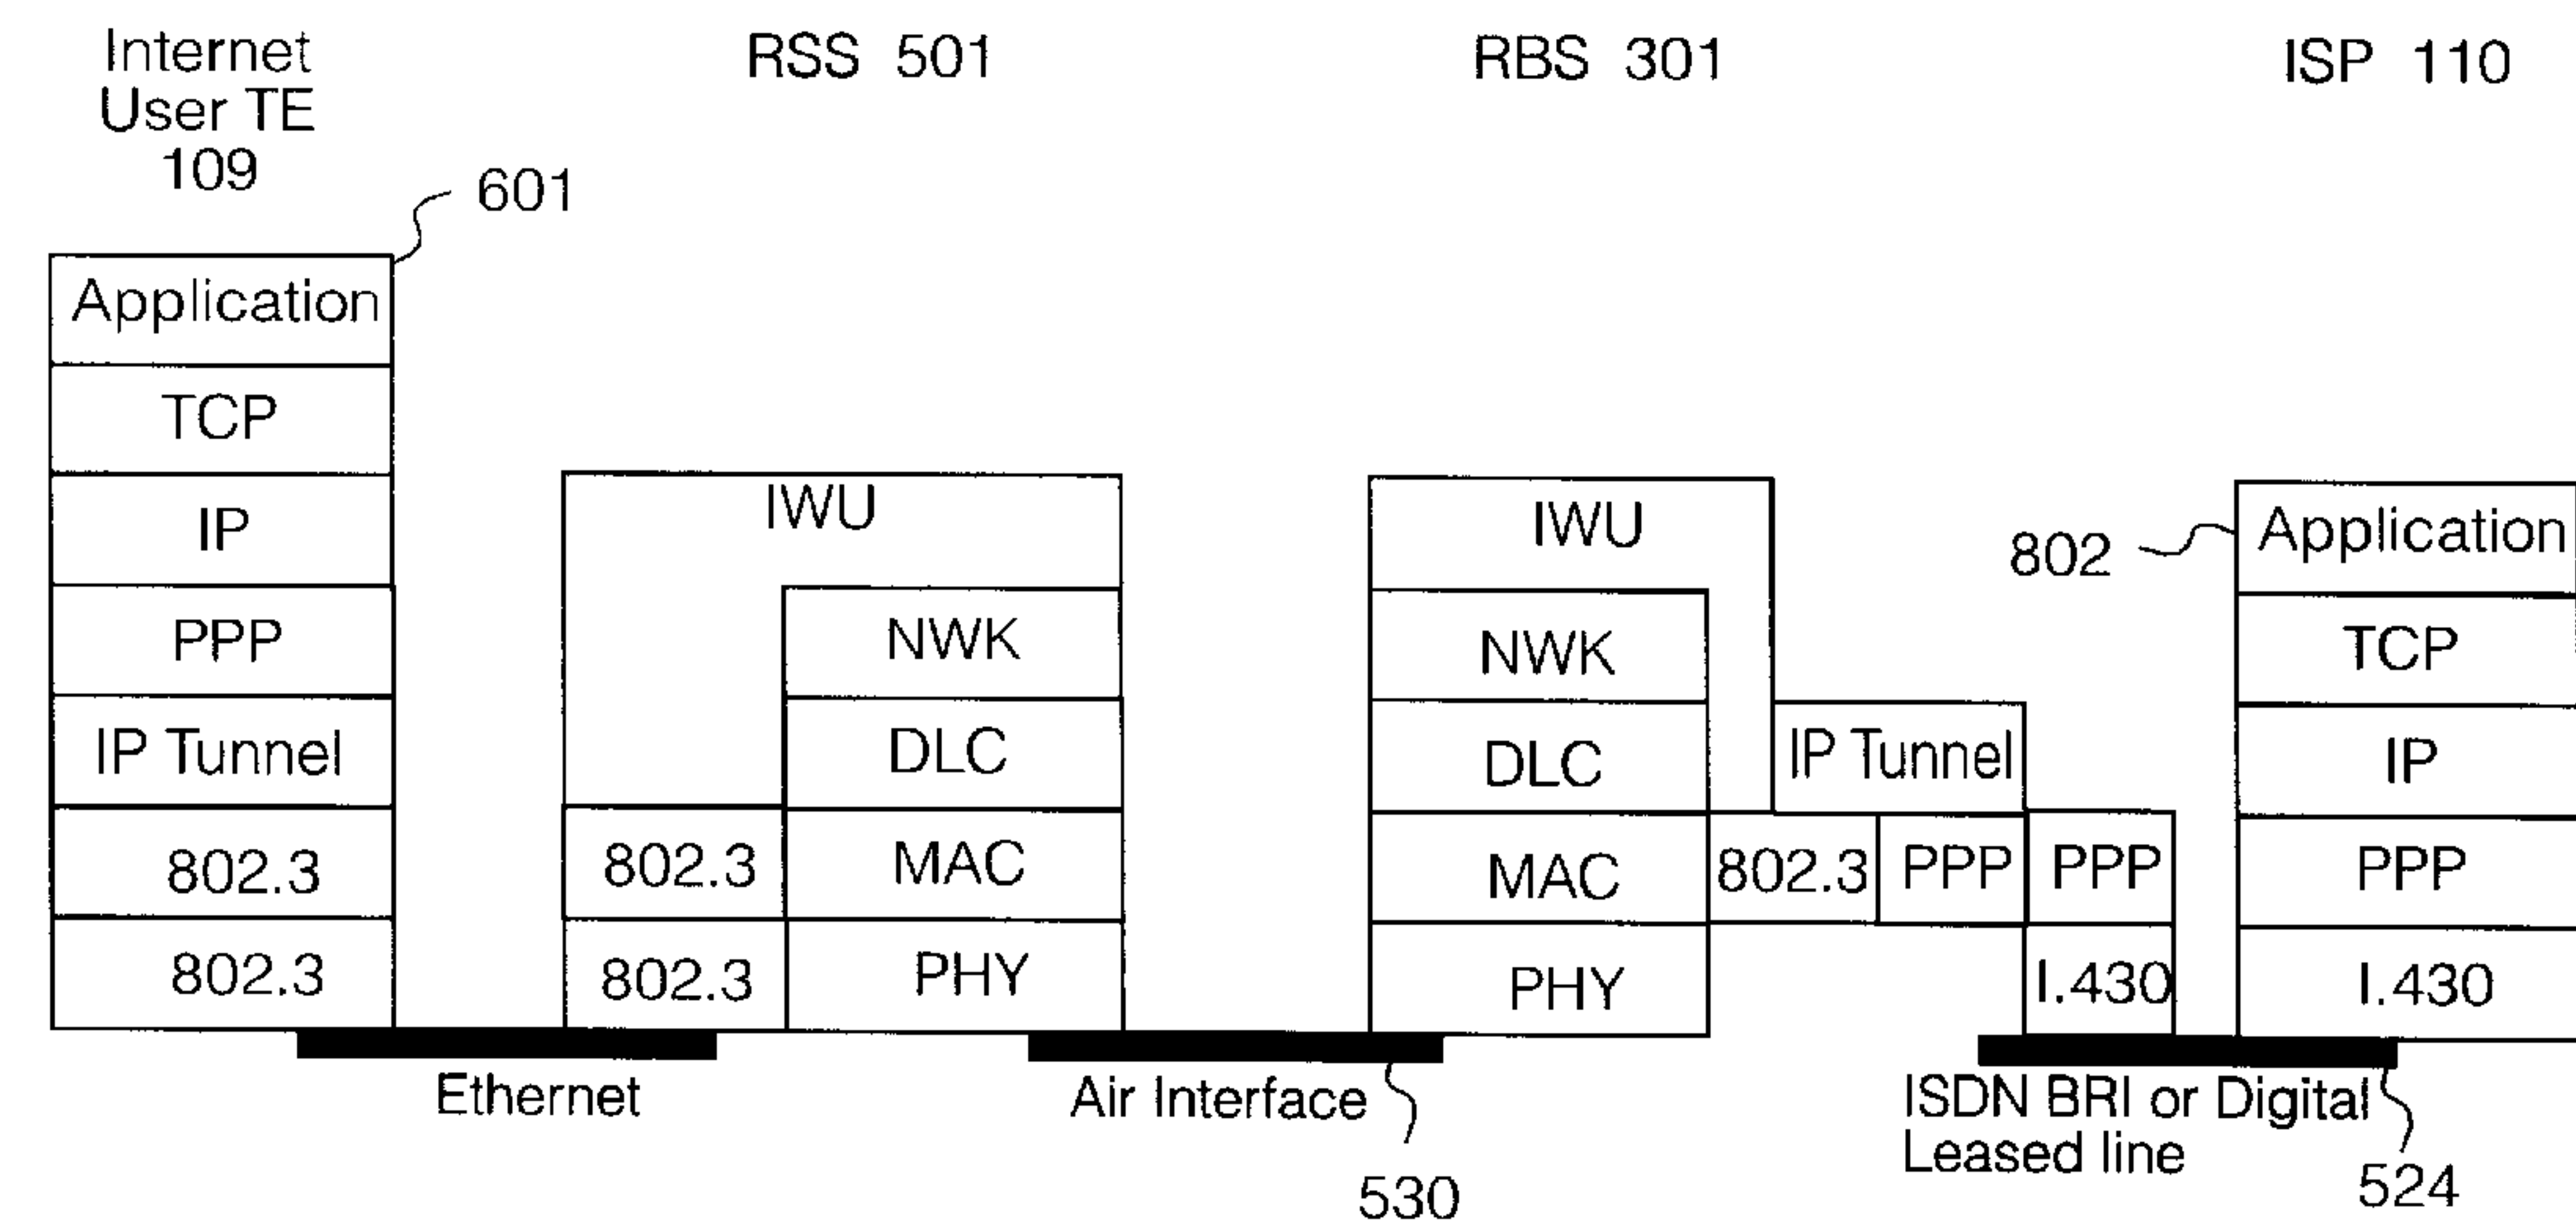 Internet
User TE
109
RSS 501
RBS 301
ISP 110
601
Application
TCP
IP
PPP
IP Tunnel
802.3
802.3
IWU
NWK
DLC
802.3
MAC
802.3
PHY
IWU
NWK
DLC
IP Tunnel
MAC
802.3
PPP
PPP
PHY
I.430
802
Application
TCP
IP
PPP
I.430
Ethernet
Air Interface
530
ISDN BRI or Digital
Leased line
524